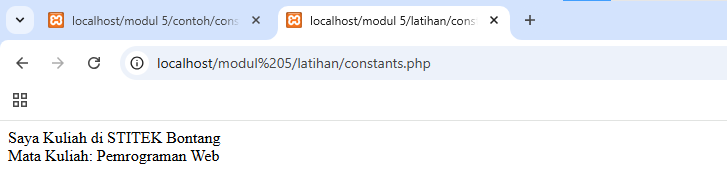 localhost/modul 5/contoh/cons
localhost/modul 5/latihan/cons
localhost/modul%205/latihan/constants.php
Saya Kuliah di STITEK Bontang
Mata Kuliah: Pemrograman Web